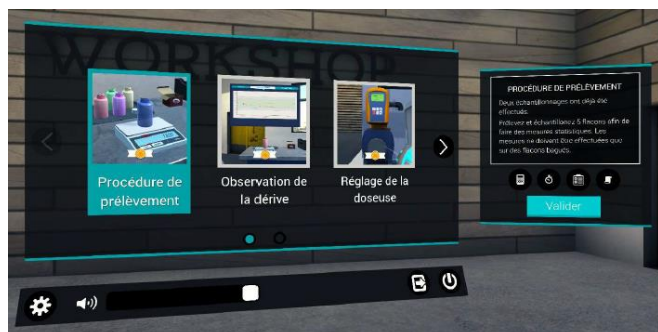 WORKSHOP
Procédure de
prélèvement
Observation de
la dérive
Réglage de la
doseuse
PROCÉDURE DE PRÉLÈVEMENT
Deux échantillonnages ont déjà été
effectués.
Prélevez et échantillonnez 5 flacons afin de
faire des mesures statistiques. Les
mesures ne doivent être effectuées que
sur des flacons bagués.
Valider